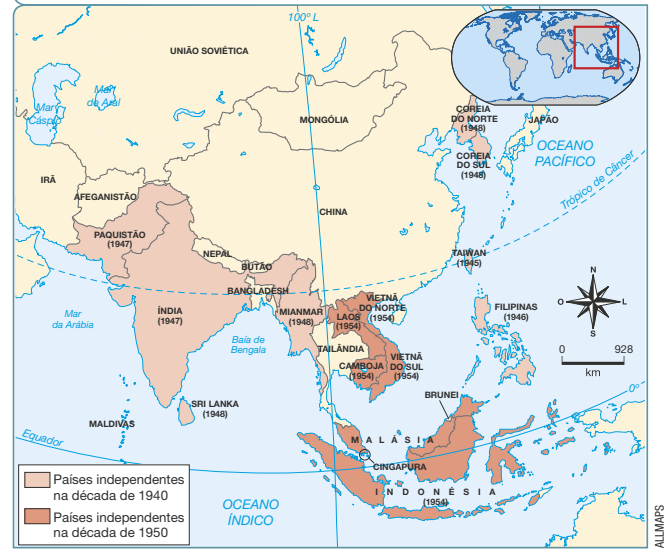 100° L
UNIÃO SOVIÉTICA
Mar
de Aral
Mar
Cáspio
MONGÓLIA
COREIA
DO NORTE
(1948)
JAPÃO
COREIA
DO SUL
(1948)
OCEANO
PACÍFICO
IRÃ
AFEGANISTÃO
CHINA
Trópico de Câncer
PAQUISTÃO
(1947)
NEPAL
BUTÃO
TAIWAN
(1945)
BANGLADESH
Mar
da Arábia
ÍNDIA
(1947)
MIANMAR
(1948)
LAOS
(1954)
VIETNÃ
DO NORTE
(1954)
FILIPINAS
(1946)
N
O
L
S
Baía de
Bengala
TAILÂNDIA
CAMBOJA
(1954)
VIETNÃ
DO SUL
(1954)
0 928
km
SRI LANKA
(1948)
BRUNEI
0°
MALDIVAS
Equador
MALÁSIA
CINGAPURA
INDONÉSIA
(1954)
OCEANO
ÍNDICO
Países independentes
na década de 1940
Países independentes
na década de 1950
ALLMAPS